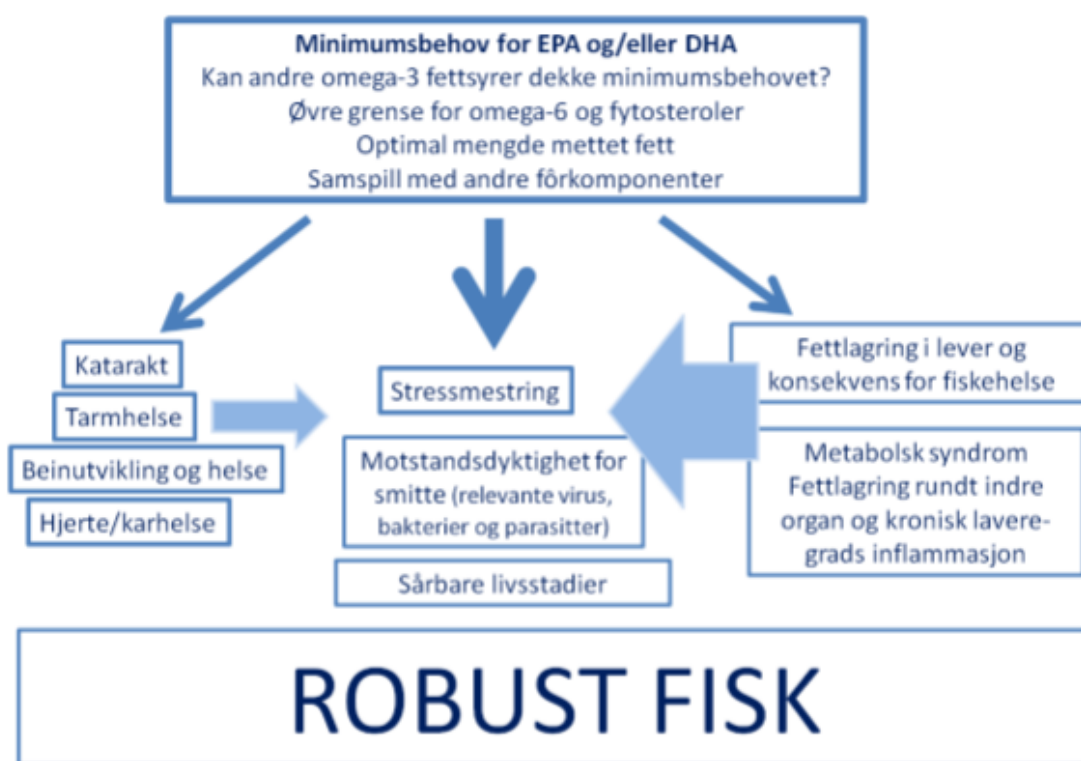 Minimumsbehov for EPA og/eller DHA
Kan andre omega-3 fettsyrer dekke minimumsbehovet?
Øvre grense for omega-6 og fytosteroler
Optimal mengde mettet fett
Samspill med andre fôrkomponenter
Katarakt
Tarmhelse
Beinutvikling og helse
Hjerte/karhelse
Stressmestring
Motstandsdyktighet for
smitte (relevante virus,
bakterier og parasitter)
Sårbare livsstadier
Fettlagring i lever og
konsekvens for fiskehelse
Metabolsk syndrom
Fettlagring rundt indre
organ og kronisk lavere-
grads inflammasjon
ROBUST FISK